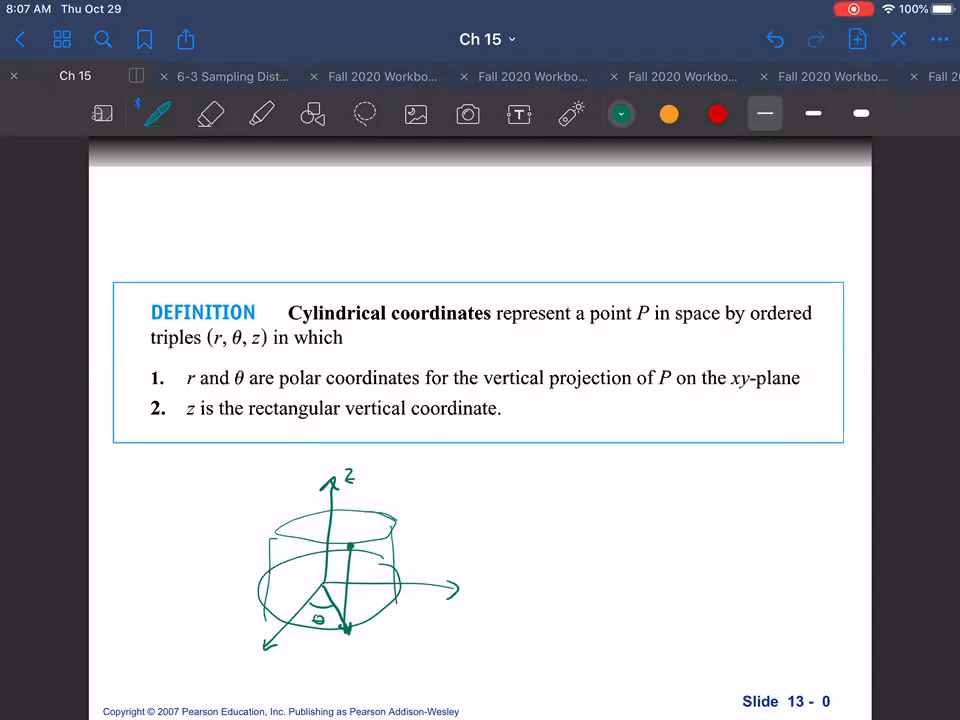 8:07 AM Thu Oct 29
100%
Ch 15
Ch 15
6-3 Sampling Dist...
Fall 2020 Workbo...
Fall 2020 Workbo...
Fall 2020 Workbo...
Fall 2020 Workbo...
Fall 2
T
DEFINITION Cylindrical coordinates represent a point P in space by ordered
triples (r, θ, z) in which
1. r and θ are polar coordinates for the vertical projection of P on the xy-plane
2. z is the rectangular vertical coordinate.
z
θ
Slide 13 - 0
Copyright © 2007 Pearson Education, Inc. Publishing as Pearson Addison-Wesley